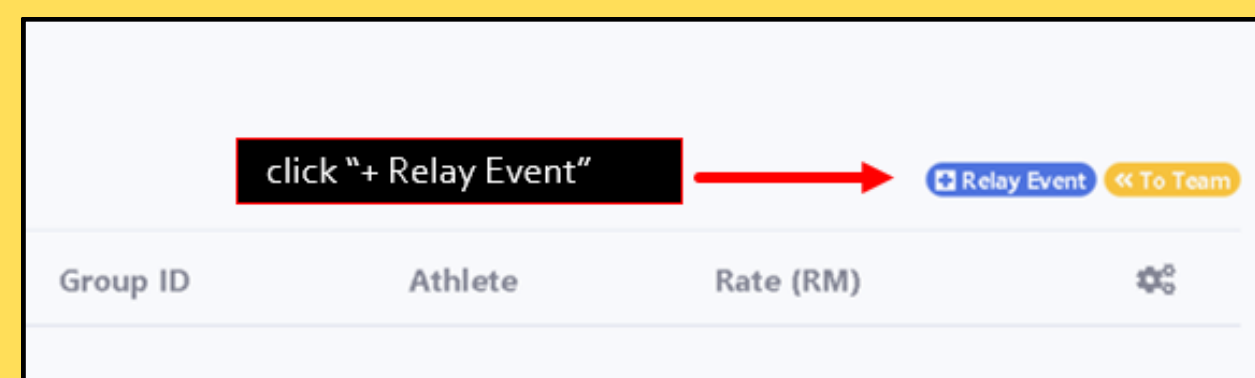 click “+ Relay Event”
Relay Event << To Team
Group ID Athlete Rate (RM)